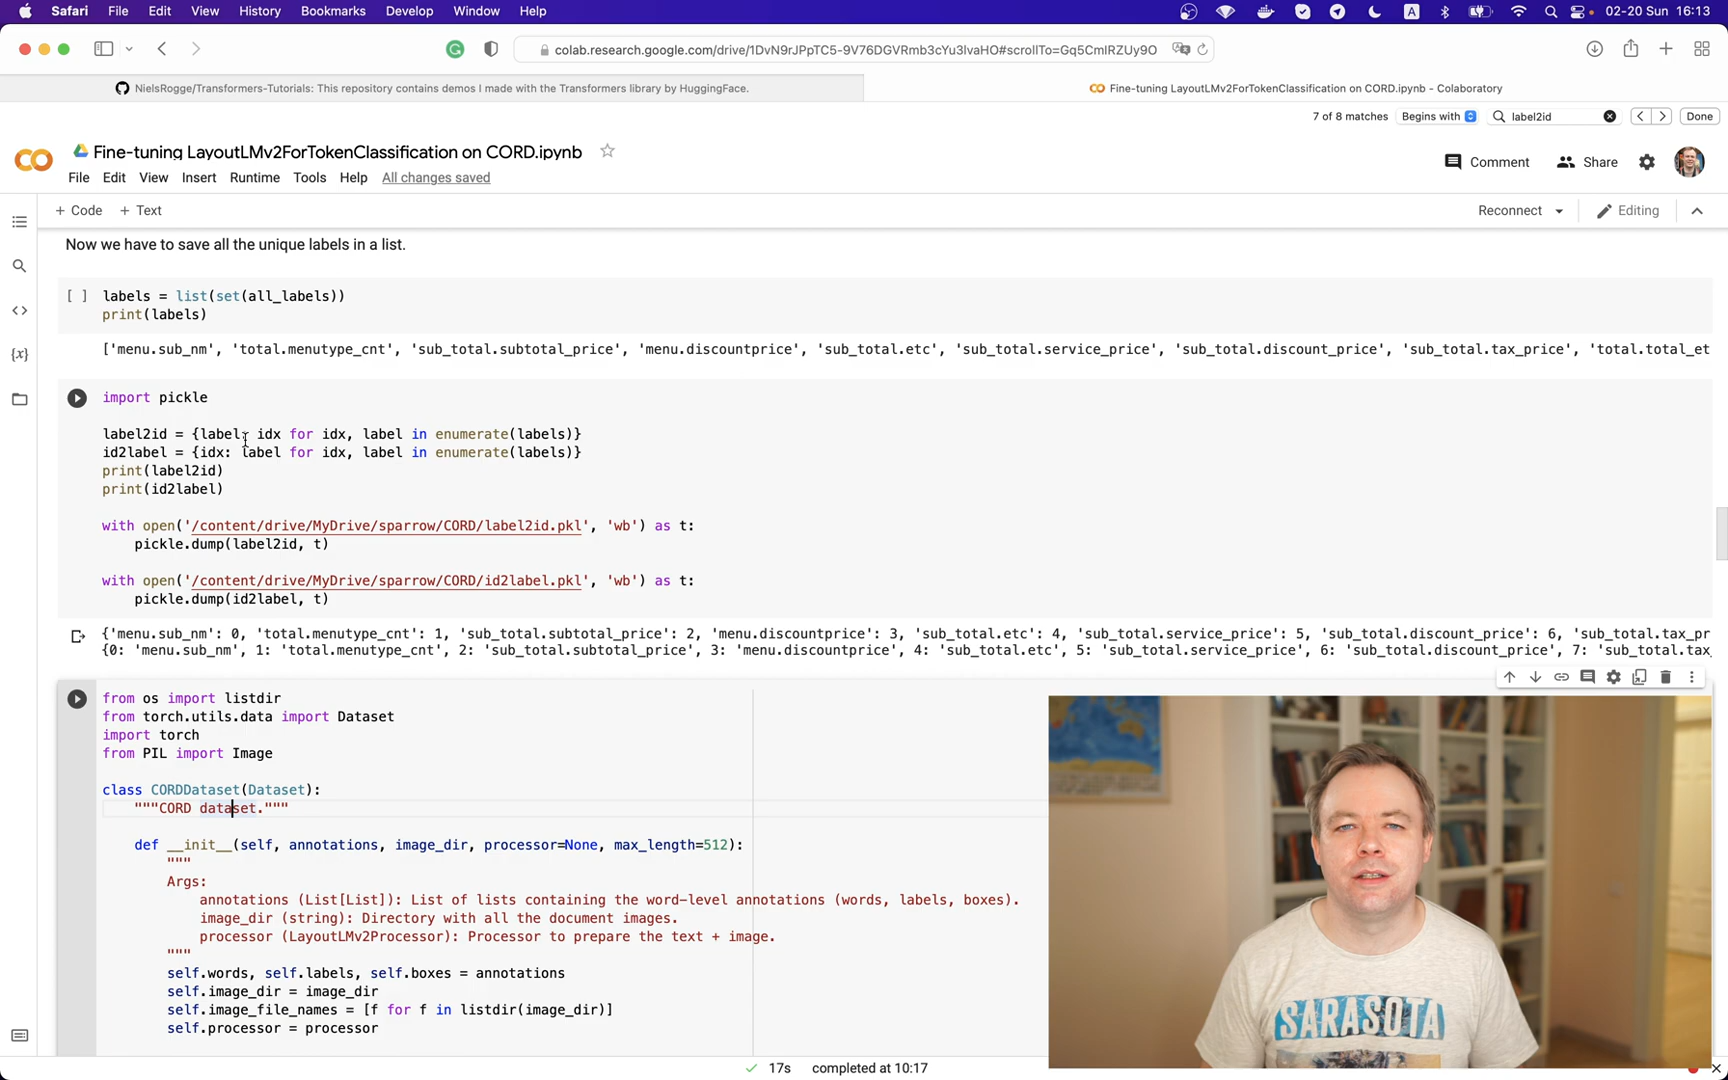 Safari File Edit View History Bookmarks Develop Window Help
A 02-20 Sun 16:13
colab.research.google.com/drive/1DvN9rJPpTC5-9V76DGVRmb3cYu3lvaHO#scrollTo=Gq5CmlRZUy9O
NielsRogge/Transformers-Tutorials: This repository contains demos I made with the Transformers library by HuggingFace.
Fine-tuning LayoutLMv2ForTokenClassification on CORD.ipynb - Colaboratory
7 of 8 matches Begins with label2id Done
Fine-tuning LayoutLMv2ForTokenClassification on CORD.ipynb
Comment Share
File Edit View Insert Runtime Tools Help All changes saved
+ Code + Text
Reconnect Editing
Now we have to save all the unique labels in a list.
[ ] labels = list(set(all_labels))
print(labels)
['menu.sub_nm', 'total.menutype_cnt', 'sub_total.subtotal_price', 'menu.discountprice', 'sub_total.etc', 'sub_total.service_price', 'sub_total.discount_price', 'sub_total.tax_price', 'total.total_et
import pickle
label2id = {label: idx for idx, label in enumerate(labels)}
id2label = {idx: label for idx, label in enumerate(labels)}
print(label2id)
print(id2label)
with open('/content/drive/MyDrive/sparrow/CORD/label2id.pkl', 'wb') as t:
pickle.dump(label2id, t)
with open('/content/drive/MyDrive/sparrow/CORD/id2label.pkl', 'wb') as t:
pickle.dump(id2label, t)
{'menu.sub_nm': 0, 'total.menutype_cnt': 1, 'sub_total.subtotal_price': 2, 'menu.discountprice': 3, 'sub_total.etc': 4, 'sub_total.service_price': 5, 'sub_total.discount_price': 6, 'sub_total.tax_pr
{0: 'menu.sub_nm', 1: 'total.menutype_cnt', 2: 'sub_total.subtotal_price', 3: 'menu.discountprice', 4: 'sub_total.etc', 5: 'sub_total.service_price', 6: 'sub_total.discount_price', 7: 'sub_total.tax_
from os import listdir
from torch.utils.data import Dataset
import torch
from PIL import Image
class CORDDataset(Dataset):
"""CORD dataset."""
def __init__(self, annotations, image_dir, processor=None, max_length=512):
"""
Args:
annotations (List[List]): List of lists containing the word-level annotations (words, labels, boxes).
image_dir (string): Directory with all the document images.
processor (LayoutLMv2Processor): Processor to prepare the text + image.
"""
self.words, self.labels, self.boxes = annotations
self.image_dir = image_dir
self.image_file_names = [f for f in listdir(image_dir)]
self.processor = processor
SARASOTA
17s completed at 10:17